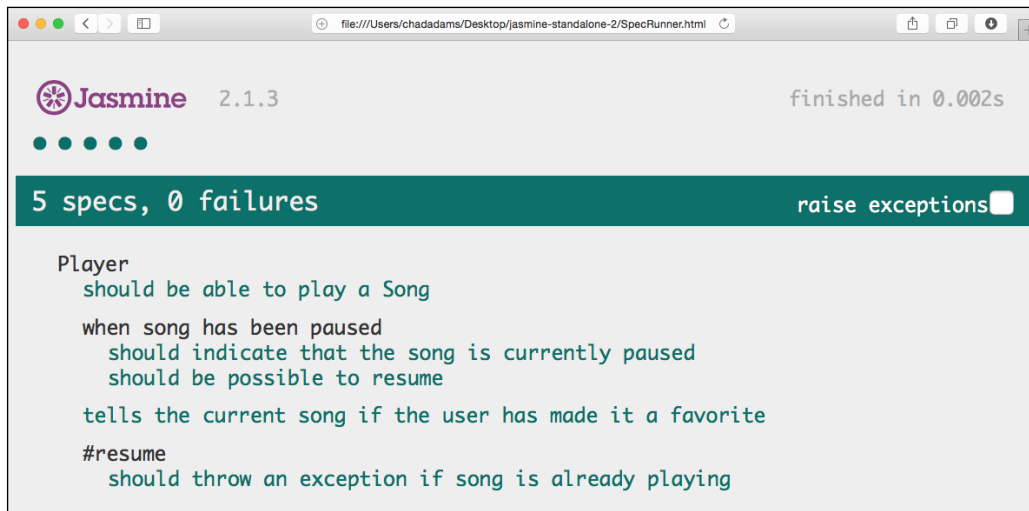 file:///Users/chadadams/Desktop/jasmine-standalone-2/SpecRunner.html
Jasmine 2.1.3 finished in 0.002s
5 specs, 0 failures raise exceptions
Player
should be able to play a Song
when song has been paused
should indicate that the song is currently paused
should be possible to resume
tells the current song if the user has made it a favorite
#resume
should throw an exception if song is already playing